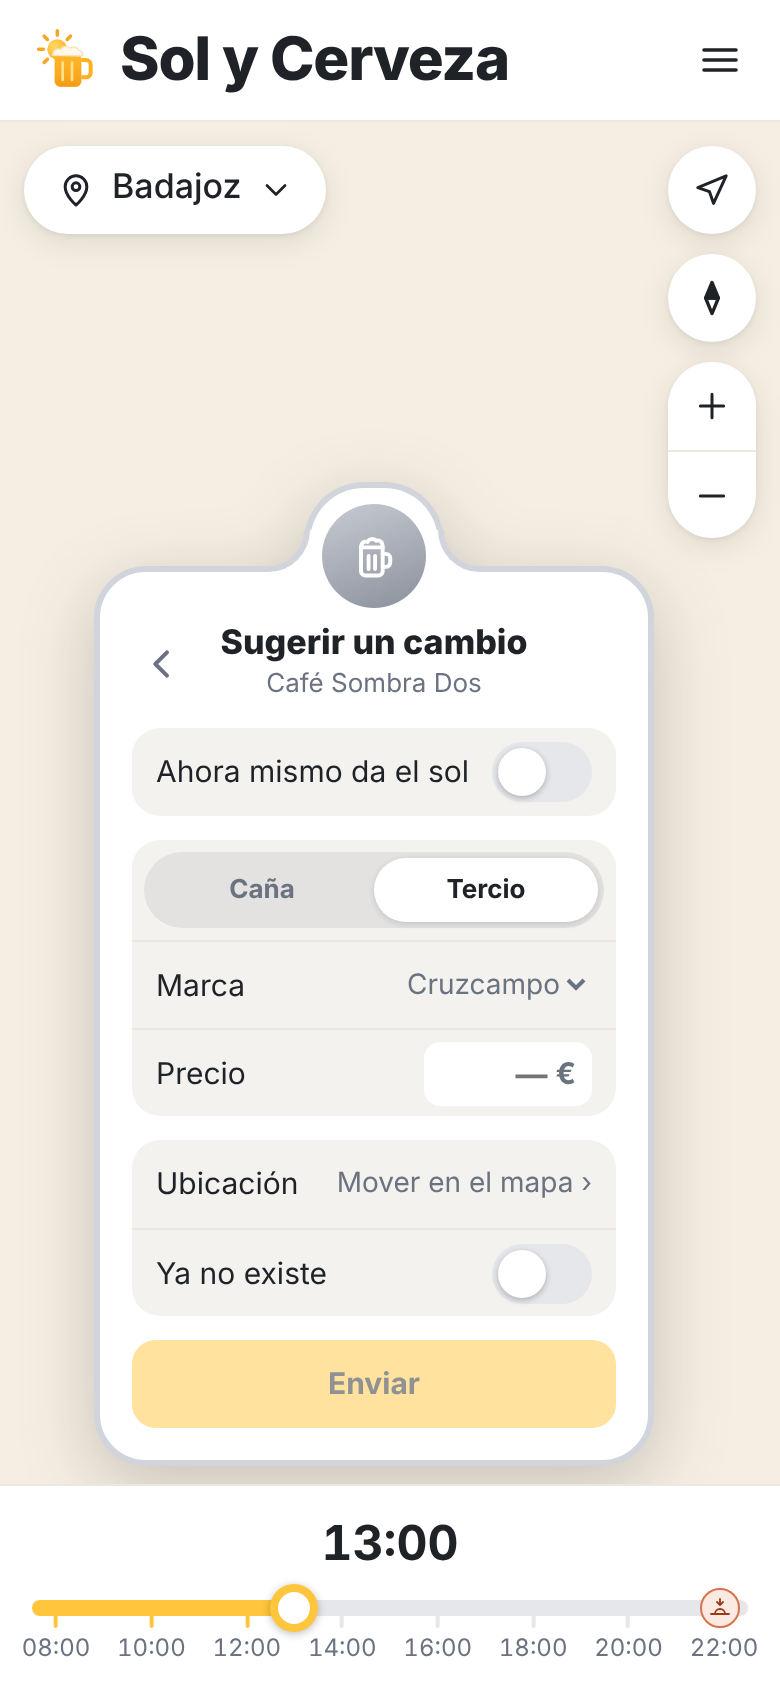 Sol y Cerveza
Badajoz
Sugerir un cambio
Café Sombra Dos
Ahora mismo da el sol
Caña Tercio
Marca Cruzcampo
Precio — €
Ubicación Mover en el mapa ›
Ya no existe
Enviar
13:00
08:00 10:00 12:00 14:00 16:00 18:00 20:00 22:00